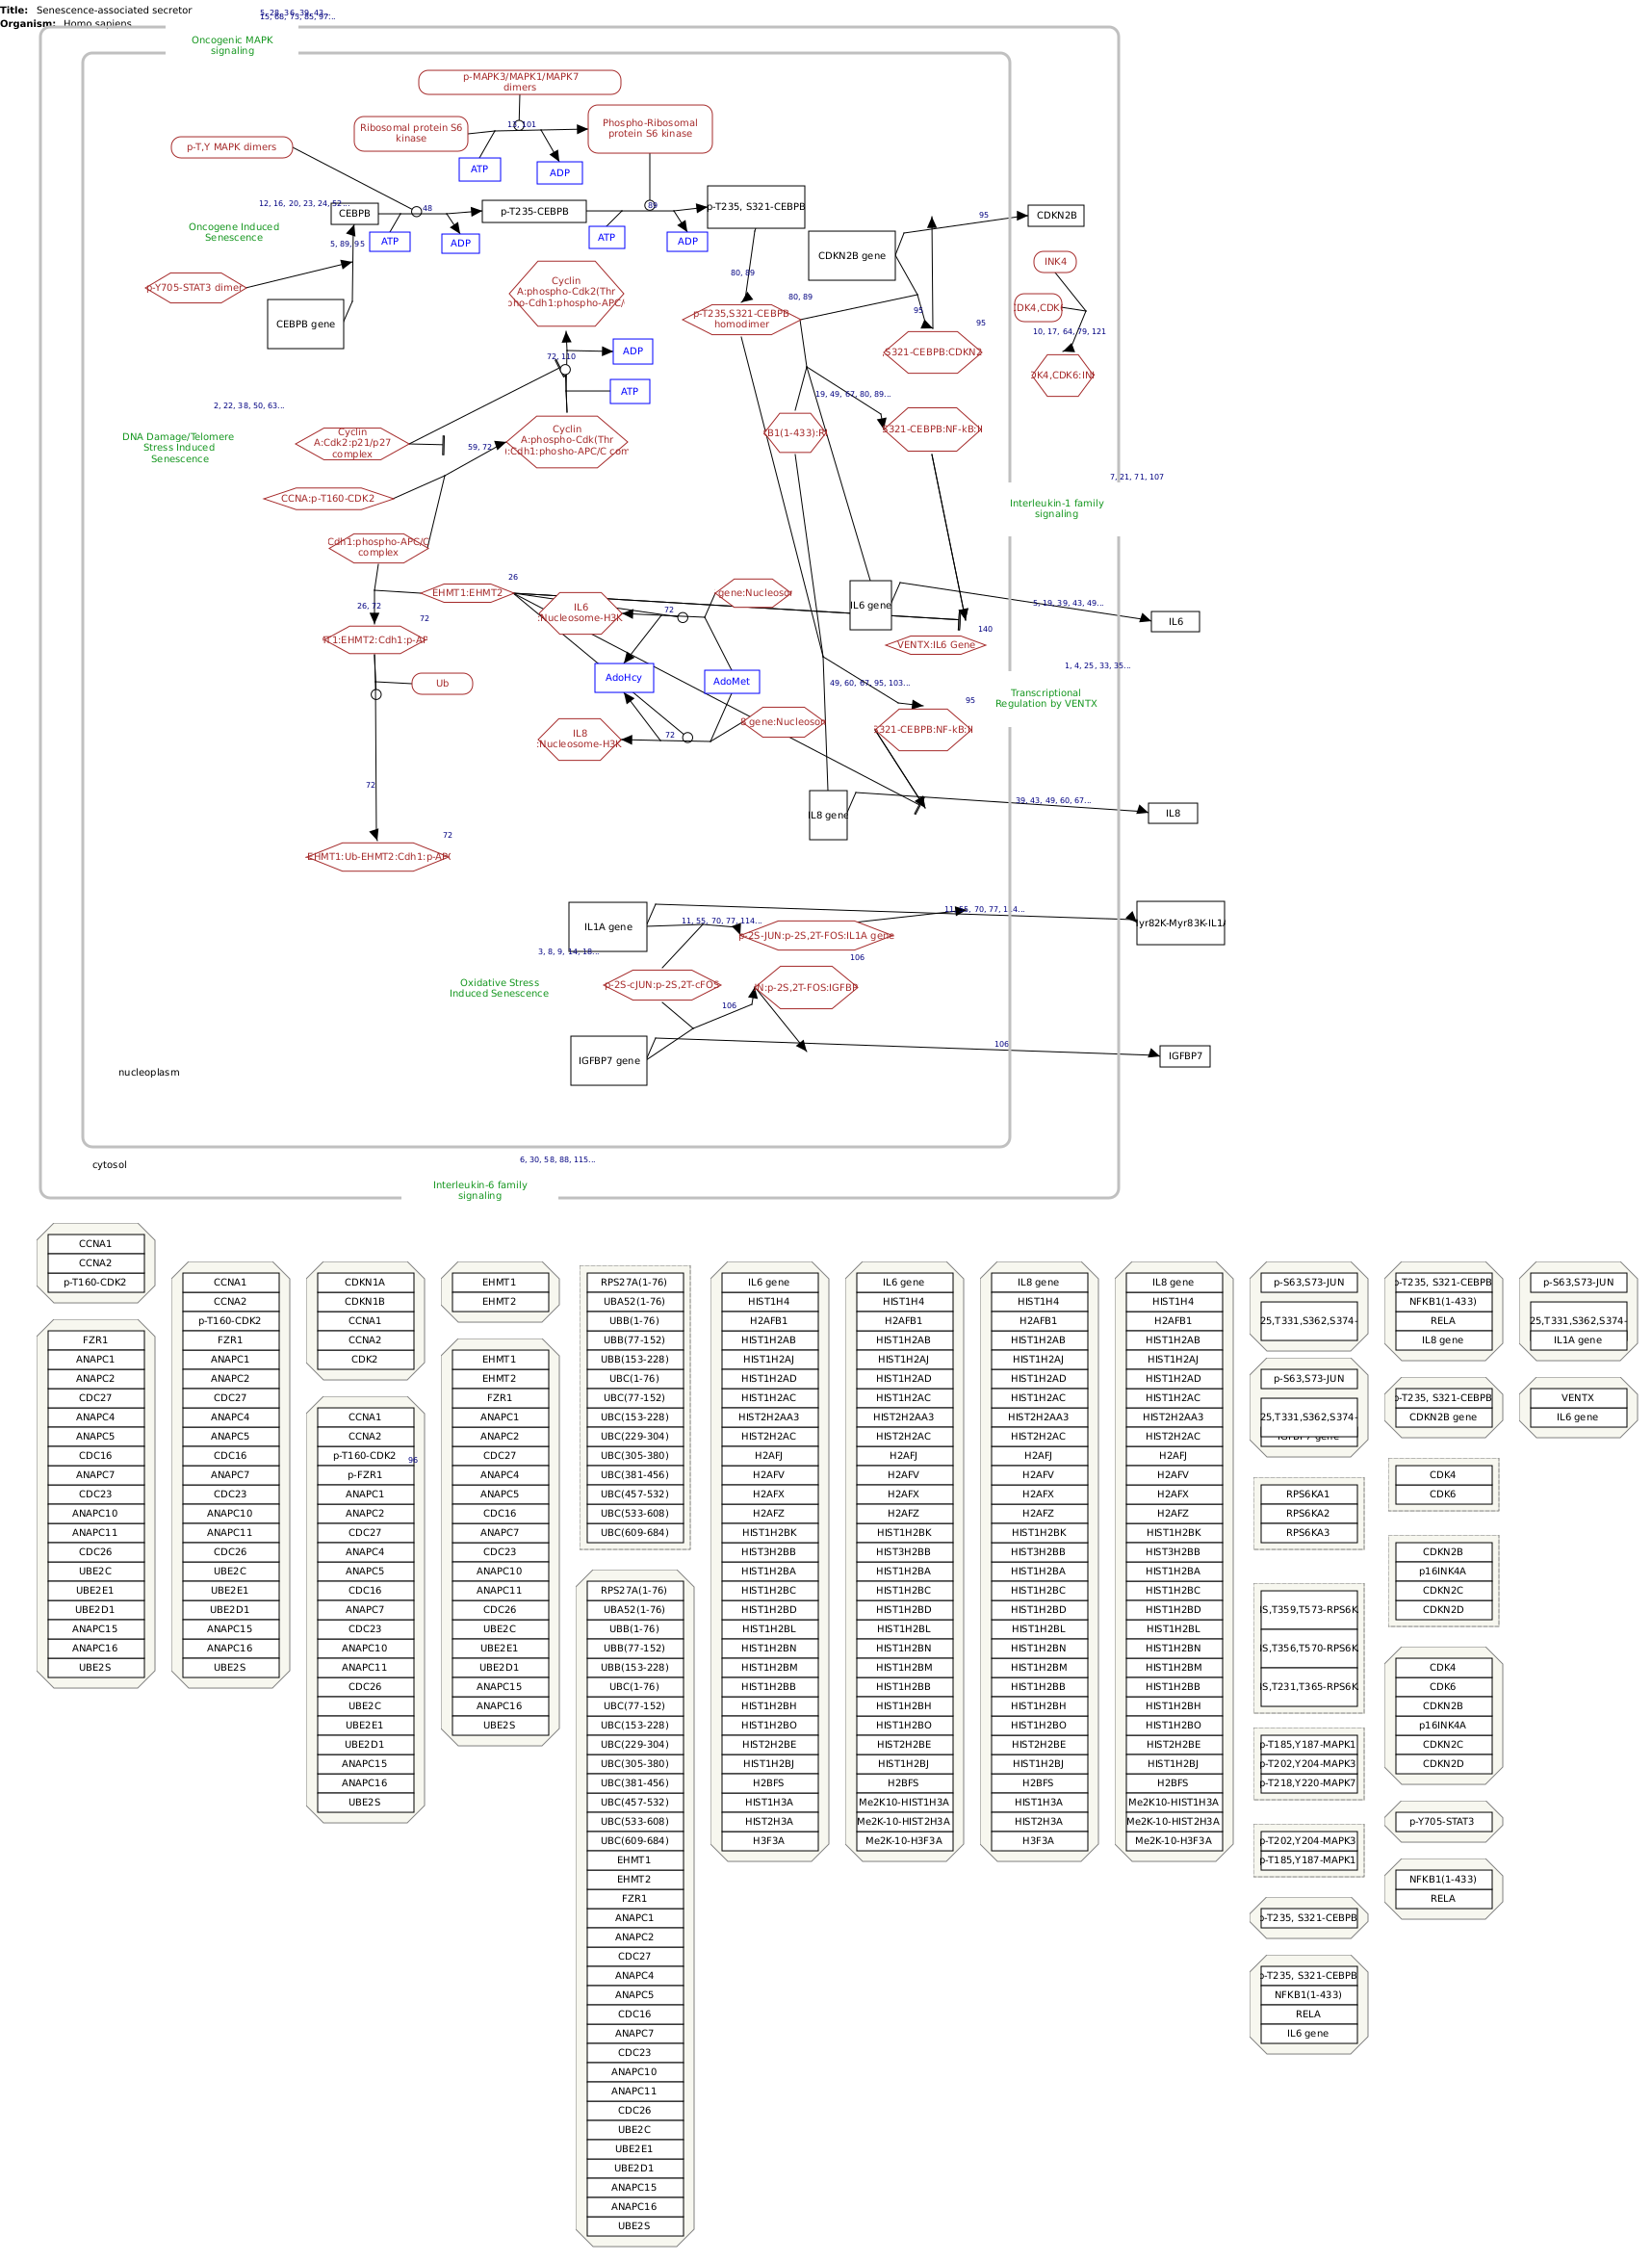 Title: Senescence-associated secretor
Organism: Homo sapiens
15, 68, 73, 85, 97...
Oncogenic MAPK
signaling
p-MAPK3/MAPK1/MAPK7
dimers
Ribosomal protein S6
kinase
13, 101
Phospho-Ribosomal
protein S6 kinase
p-T,Y MAPK dimers
ATP
ADP
12, 16, 20, 23, 24, 52...
CEBPB
48
p-T235-CEBPB
89
p-T, S321-CEBPB
95
CDKN2B
Oncogene Induced
Senescence
5, 89, 95
ATP
ADP
ATP
ADP
CDKN2B gene
INK4
p-Y705-STAT3 dimer
CEBPB gene
Cyclin
A:phospho-Cdk2(Thr
80, 89
80, 89
p-T235,S321-CEBPB
homodimer
95
95
10, 17, 64, 79, 121
ADP
72, 110
ATP
S321-CEBPB:CDKN2
2, 22, 38, 50, 63...
19, 49, 67, 80, 89...
DNA Damage/Telomere
Stress Induced
Senescence
Cyclin
A:Cdk2:p21/p27
complex
59, 72
Cyclin
A:phospho-Cdk(Thr
:Cdh1:phosho-APC/C com
B1(1-433):R
S321-CEBPB:NF-kB:I
7, 21, 71, 107
CCNA:p-T160-CDK2
Interleukin-1 family
signaling
Cdh1:phospho-APC/C
complex
26
EHMT1:EHMT2
26, 72
72
IL6
:Nucleosome-H3K
72
gene:Nucleosor
IL6 gene
5, 19, 39, 43, 49...
IL6
140
VENTX:IL6 Gene
T1:EHMT2:Cdh1:p-AF
1, 4, 25, 33, 35...
Ub
AdoHcy
AdoMet
49, 60, 67, 95, 103...
95
Transcriptional
Regulation by VENTX
IL8
:Nucleosome-H3K
72
8 gene:Nucleosor
S321-CEBPB:NF-kB:I
72
IL8 gene
39, 43, 49, 60, 67...
IL8
72
EHMT1:Ub-EHMT2:Cdh1:p-AP
IL1A gene
11, 55, 70, 77, 114...
11, 55, 70, 77, 114...
p-2S-JUN:p-2S,2T-FOS:IL1A gene
yr82K-Myr83K-IL1
3, 8, 9, 14, 18...
106
Oxidative Stress
Induced Senescence
p-2S-cJUN:p-2S,2T-cFOS
N:p-2S,2T-FOS:IGFBP
106
IGFBP7 gene
106
IGFBP7
nucleoplasm
cytosol
6, 30, 58, 88, 115...
Interleukin-6 family
signaling
CCNA1
CCNA2
p-T160-CDK2
FZR1
ANAPC1
ANAPC2
CDC27
ANAPC4
ANAPC5
CDC16
ANAPC7
CDC23
ANAPC10
ANAPC11
CDC26
UBE2C
UBE2E1
UBE2D1
ANAPC15
ANAPC16
UBE2S
CCNA1
CCNA2
p-T160-CDK2
FZR1
ANAPC1
ANAPC2
CDC27
ANAPC4
ANAPC5
CDC16
ANAPC7
CDC23
ANAPC10
ANAPC11
CDC26
UBE2C
UBE2E1
UBE2D1
ANAPC15
ANAPC16
UBE2S
CDKN1A
CDKN1B
CCNA1
CCNA2
CDK2
CCNA1
CCNA2
p-T160-CDK2
96
p-FZR1
ANAPC1
ANAPC2
CDC27
ANAPC4
ANAPC5
CDC16
ANAPC7
CDC23
ANAPC10
ANAPC11
CDC26
UBE2C
UBE2E1
UBE2D1
ANAPC15
ANAPC16
UBE2S
EHMT1
EHMT2
EHMT1
EHMT2
FZR1
ANAPC1
ANAPC2
CDC27
ANAPC4
ANAPC5
CDC16
ANAPC7
CDC23
ANAPC10
ANAPC11
CDC26
UBE2C
UBE2E1
UBE2D1
ANAPC15
ANAPC16
UBE2S
RPS27A(1-76)
UBA52(1-76)
UBB(1-76)
UBB(77-152)
UBB(153-228)
UBC(1-76)
UBC(77-152)
UBC(153-228)
UBC(229-304)
UBC(305-380)
UBC(381-456)
UBC(457-532)
UBC(533-608)
UBC(609-684)
RPS27A(1-76)
UBA52(1-76)
UBB(1-76)
UBB(77-152)
UBB(153-228)
UBC(1-76)
UBC(77-152)
UBC(153-228)
UBC(229-304)
UBC(305-380)
UBC(381-456)
UBC(457-532)
UBC(533-608)
UBC(609-684)
EHMT1
EHMT2
FZR1
ANAPC1
ANAPC2
CDC27
ANAPC4
ANAPC5
CDC16
ANAPC7
CDC23
ANAPC10
ANAPC11
CDC26
UBE2C
UBE2E1
UBE2D1
ANAPC15
ANAPC16
UBE2S
IL6 gene
HIST1H4
H2AFB1
HIST1H2AB
HIST1H2AJ
HIST1H2AD
HIST1H2AC
HIST2H2AA3
HIST2H2AC
H2AFJ
H2AFV
H2AFX
H2AFZ
HIST1H2BK
HIST3H2BB
HIST1H2BA
HIST1H2BC
HIST1H2BD
HIST1H2BL
HIST1H2BN
HIST1H2BM
HIST1H2BB
HIST1H2BH
HIST1H2BO
HIST2H2BE
HIST1H2BJ
H2BFS
HIST1H3A
HIST2H3A
H3F3A
IL6 gene
HIST1H4
H2AFB1
HIST1H2AB
HIST1H2AJ
HIST1H2AD
HIST1H2AC
HIST2H2AA3
HIST2H2AC
H2AFJ
H2AFV
H2AFX
H2AFZ
HIST1H2BK
HIST3H2BB
HIST1H2BA
HIST1H2BC
HIST1H2BD
HIST1H2BL
HIST1H2BN
HIST1H2BM
HIST1H2BB
HIST1H2BH
HIST1H2BO
HIST2H2BE
HIST1H2BJ
H2BFS
Me2K10-HIST1H3A
Me2K-10-HIST2H3A
Me2K-10-H3F3A
IL8 gene
HIST1H4
H2AFB1
HIST1H2AB
HIST1H2AJ
HIST1H2AD
HIST1H2AC
HIST2H2AA3
HIST2H2AC
H2AFJ
H2AFV
H2AFX
H2AFZ
HIST1H2BK
HIST3H2BB
HIST1H2BA
HIST1H2BC
HIST1H2BD
HIST1H2BL
HIST1H2BN
HIST1H2BM
HIST1H2BB
HIST1H2BH
HIST1H2BO
HIST2H2BE
HIST1H2BJ
H2BFS
HIST1H3A
HIST2H3A
H3F3A
IL8 gene
HIST1H4
H2AFB1
HIST1H2AB
HIST1H2AJ
HIST1H2AD
HIST1H2AC
HIST2H2AA3
HIST2H2AC
H2AFJ
H2AFV
H2AFX
H2AFZ
HIST1H2BK
HIST3H2BB
HIST1H2BA
HIST1H2BC
HIST1H2BD
HIST1H2BL
HIST1H2BN
HIST1H2BM
HIST1H2BB
HIST1H2BH
HIST1H2BO
HIST2H2BE
HIST1H2BJ
H2BFS
Me2K10-HIST1H3A
Me2K-10-HIST2H3A
Me2K-10-H3F3A
p-S63,S73-JUN
25,T331,S362,S374-
p-S63,S73-JUN
25,T331,S362,S374-
RPS6KA1
RPS6KA2
RPS6KA3
S,T359,T573-RPS6K
S,T356,T570-RPS6K
S,T231,T365-RPS6K
p-T185,Y187-MAPK1
p-T202,Y204-MAPK3
p-T218,Y220-MAPK7
p-T202,Y204-MAPK3
p-T185,Y187-MAPK1
p-T235, S321-CEBPB
p-T235, S321-CEBPB
NFKB1(1-433)
RELA
IL6 gene
p-T235, S321-CEBPB
NFKB1(1-433)
RELA
IL8 gene
p-T235, S321-CEBPB
CDKN2B gene
CDK4
CDK6
CDKN2B
p16INK4A
CDKN2C
CDKN2D
CDK4
CDK6
CDKN2B
p16INK4A
CDKN2C
CDKN2D
p-Y705-STAT3
NFKB1(1-433)
RELA
p-S63,S73-JUN
25,T331,S362,S374-
IL1A gene
VENTX
IL6 gene